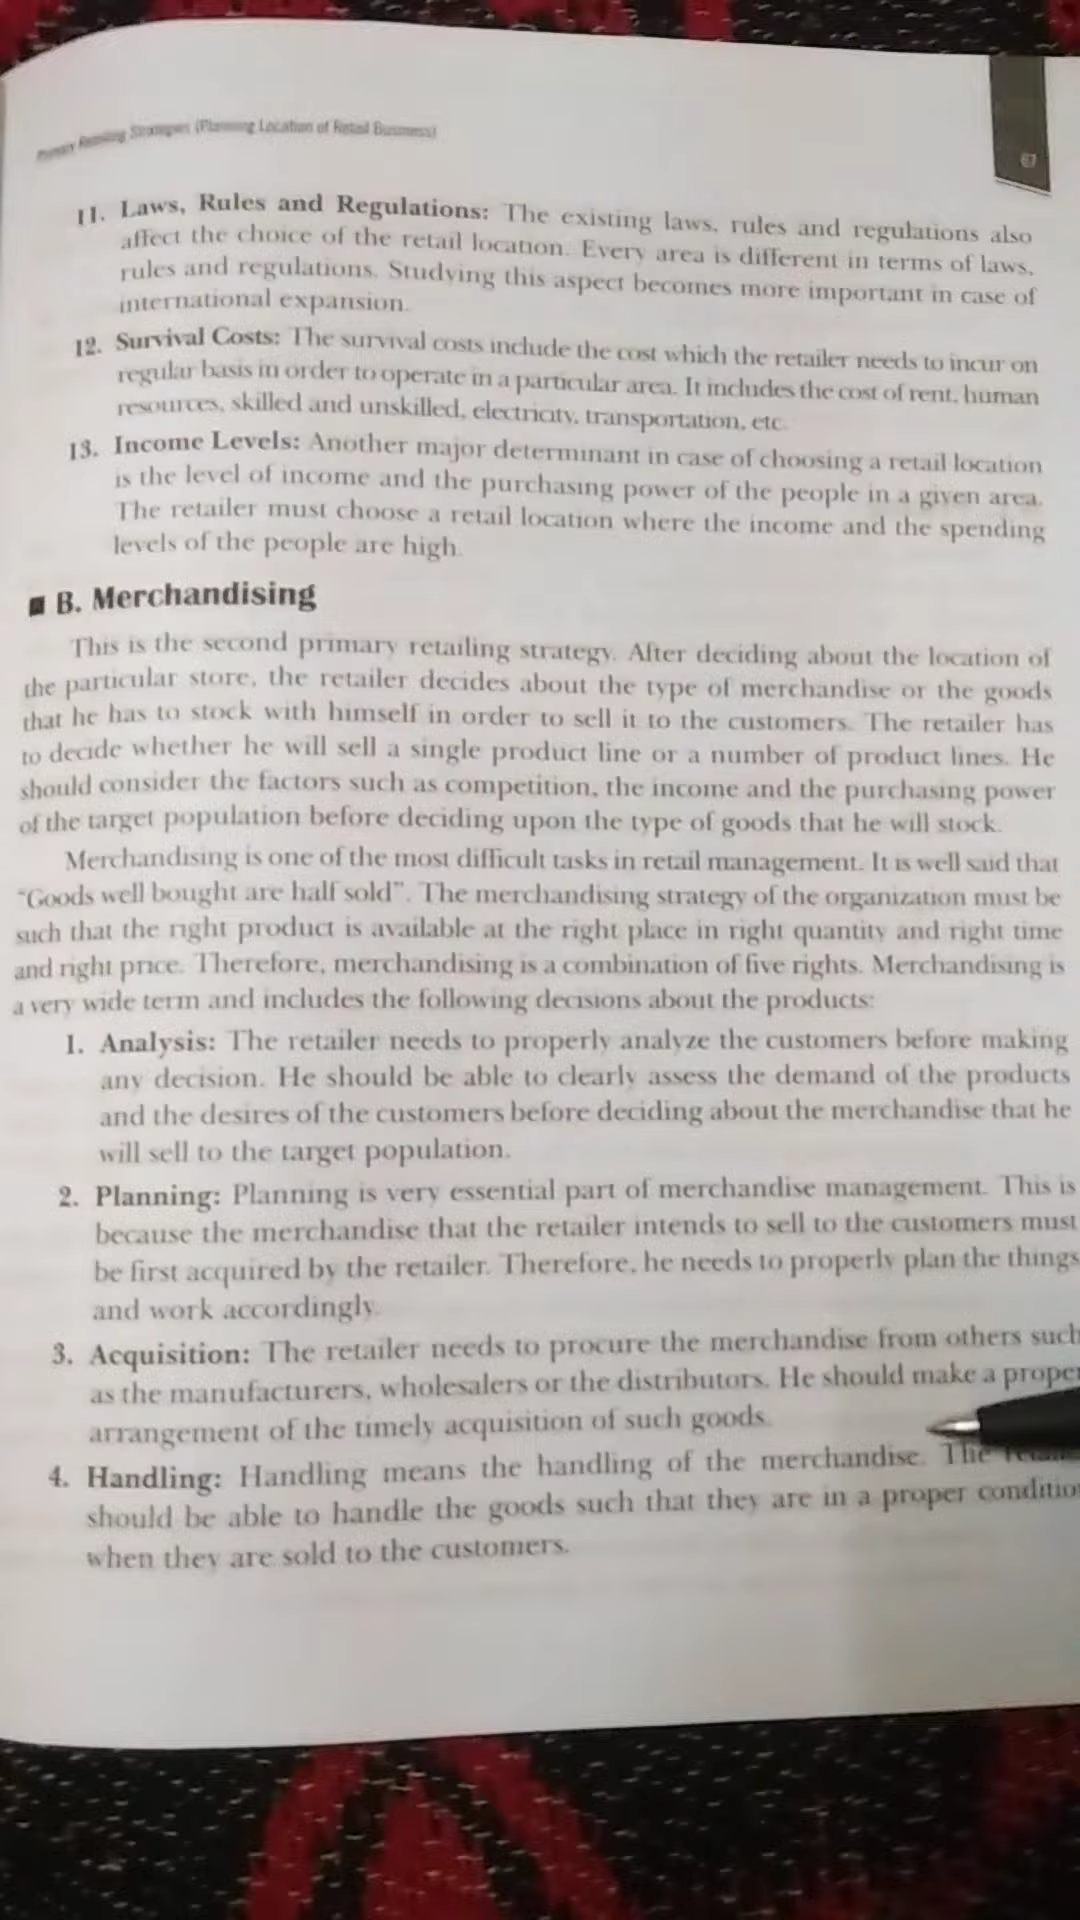 Primary Retailing Strategies (Planning Location of Retail Business)
67
11. Laws, Rules and Regulations: The existing laws, rules and regulations also
affect the choice of the retail location. Every area is different in terms of laws,
rules and regulations. Studying this aspect becomes more important in case of
international expansion.
12. Survival Costs: The survival costs include the cost which the retailer needs to incur on
regular basis in order to operate in a particular area. It includes the cost of rent, human
resources, skilled and unskilled, electricity, transportation, etc.
13. Income Levels: Another major determinant in case of choosing a retail location
is the level of income and the purchasing power of the people in a given area.
The retailer must choose a retail location where the income and the spending
levels of the people are high.
B. Merchandising
This is the second primary retailing strategy. After deciding about the location of
the particular store, the retailer decides about the type of merchandise or the goods
that he has to stock with himself in order to sell it to the customers. The retailer has
to decide whether he will sell a single product line or a number of product lines. He
should consider the factors such as competition, the income and the purchasing power
of the target population before deciding upon the type of goods that he will stock.
Merchandising is one of the most difficult tasks in retail management. It is well said that
“Goods well bought are half sold”. The merchandising strategy of the organization must be
such that the right product is available at the right place in right quantity and right time
and right price. Therefore, merchandising is a combination of five rights. Merchandising is
a very wide term and includes the following decisions about the products:
1. Analysis: The retailer needs to properly analyze the customers before making
any decision. He should be able to clearly assess the demand of the products
and the desires of the customers before deciding about the merchandise that he
will sell to the target population.
2. Planning: Planning is very essential part of merchandise management. This is
because the merchandise that the retailer intends to sell to the customers must
be first acquired by the retailer. Therefore, he needs to properly plan the things
and work accordingly.
3. Acquisition: The retailer needs to procure the merchandise from others such
as the manufacturers, wholesalers or the distributors. He should make a proper
arrangement of the timely acquisition of such goods.
4. Handling: Handling means the handling of the merchandise. The
should be able to handle the goods such that they are in a proper condition
when they are sold to the customers.